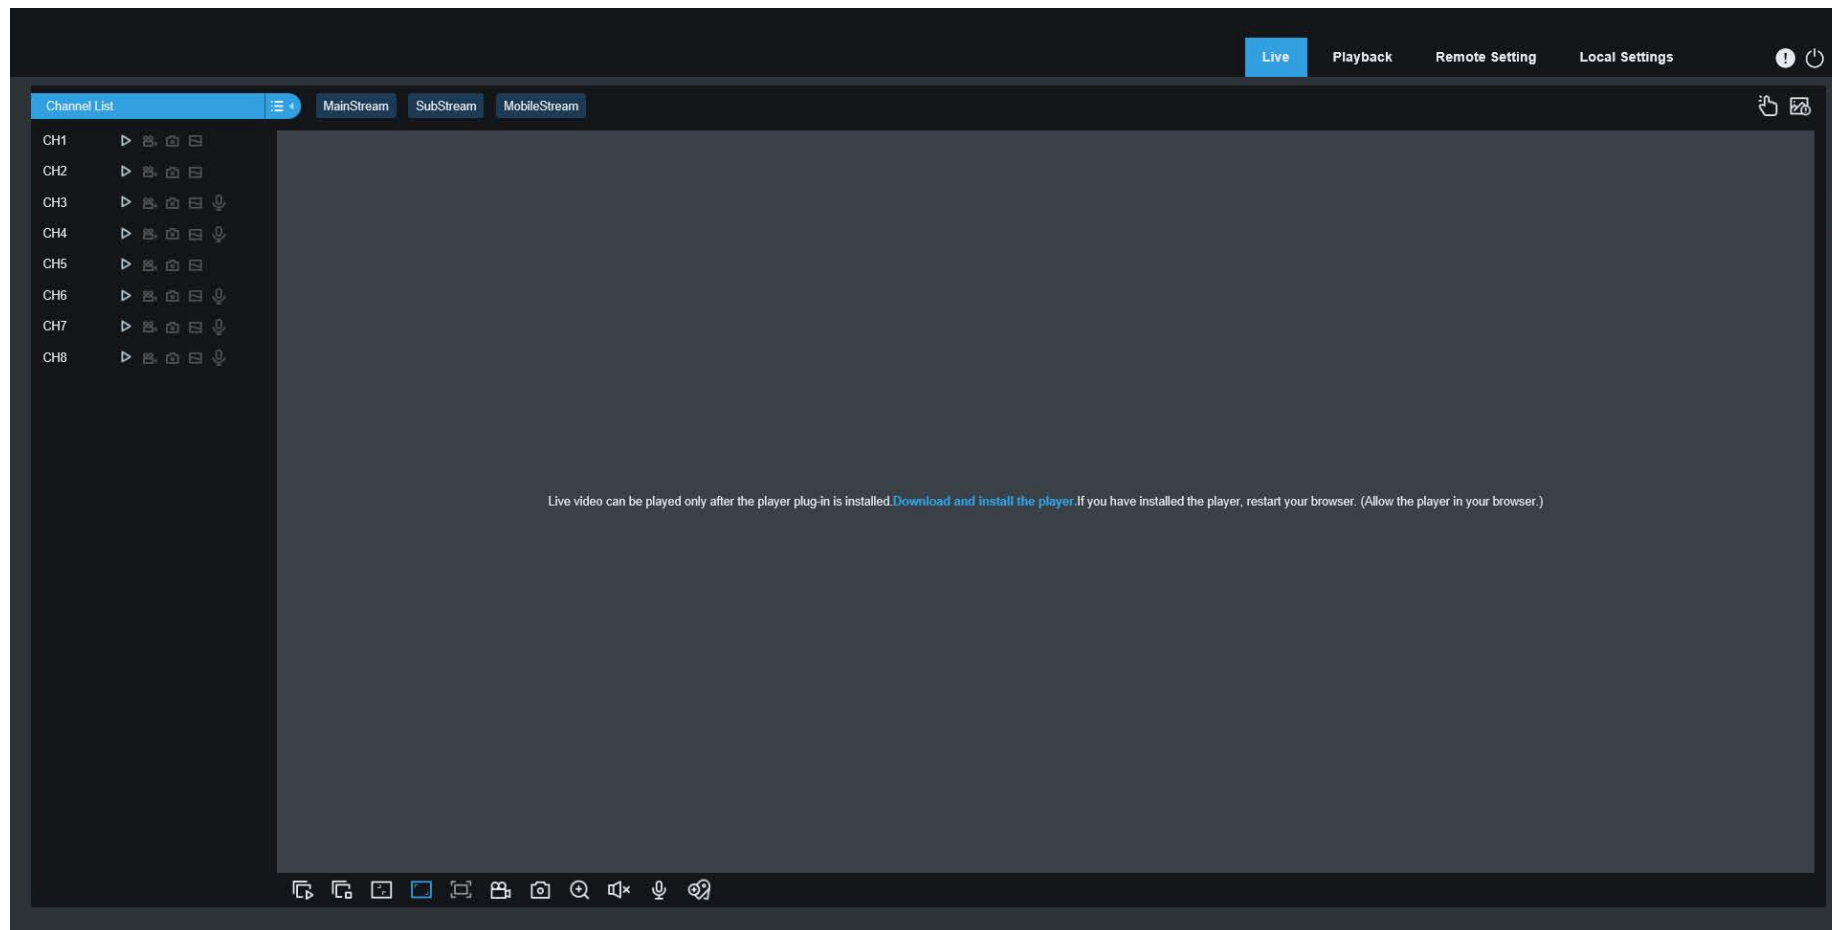 Live Playback Remote Setting Local Settings
Channel List MainStream SubStream MobileStream
CH1
CH2
CH3
CH4
CH5
CH6
CH7
CH8
Live video can be played only after the player plug-in is installed.Download and install the player.If you have installed the player, restart your browser. (Allow the player in your browser.)